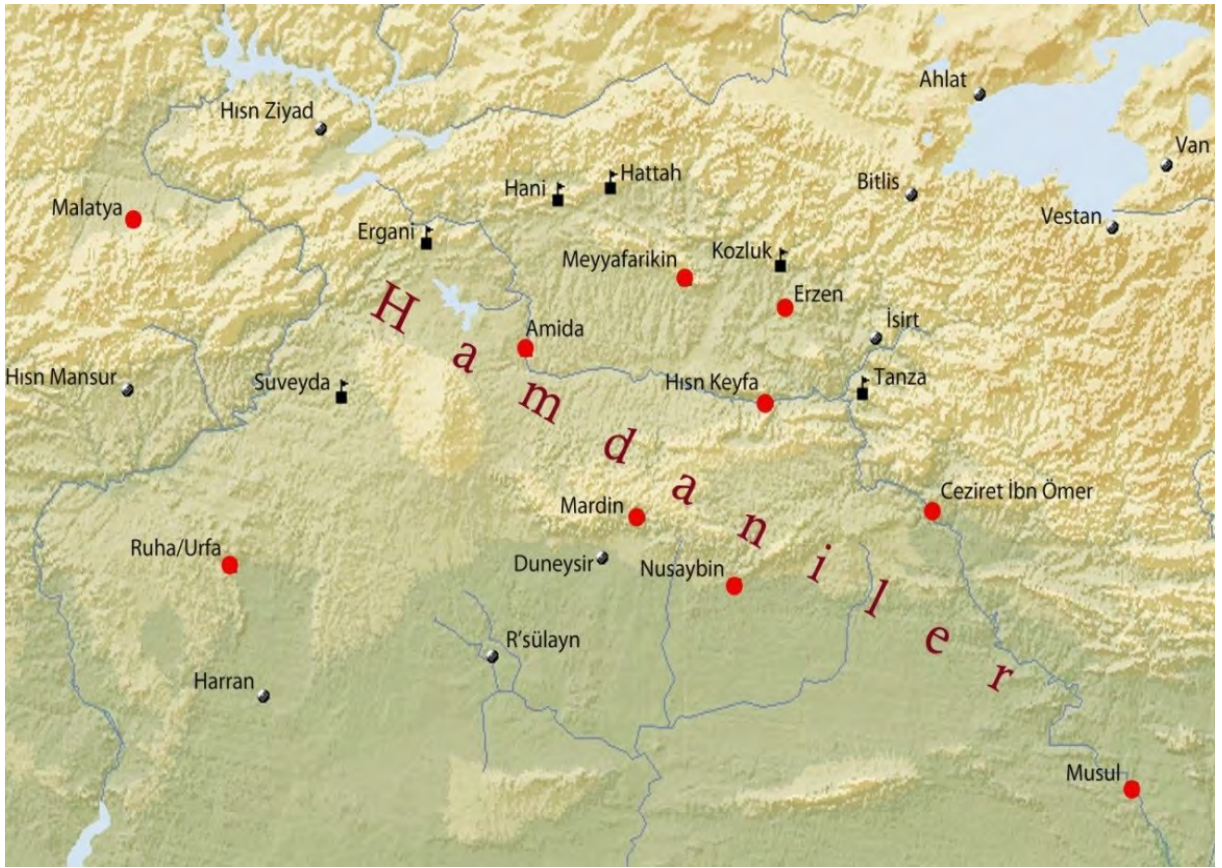 Ahlat
Hısn Ziyad
Van
Hattah
Hani
Bitlis
Malatya
Vestan
Ergani
Kozluk
Meyyafarikin
Erzen
Hamdaniler
İsirt
Amida
Hısn Mansur
Suveyda
Hısn Keyfa
Tanza
Ceziret İbn Ömer
Mardin
Ruha/Urfa
Duneysir
Nusaybin
R'sülayn
Harran
Musul